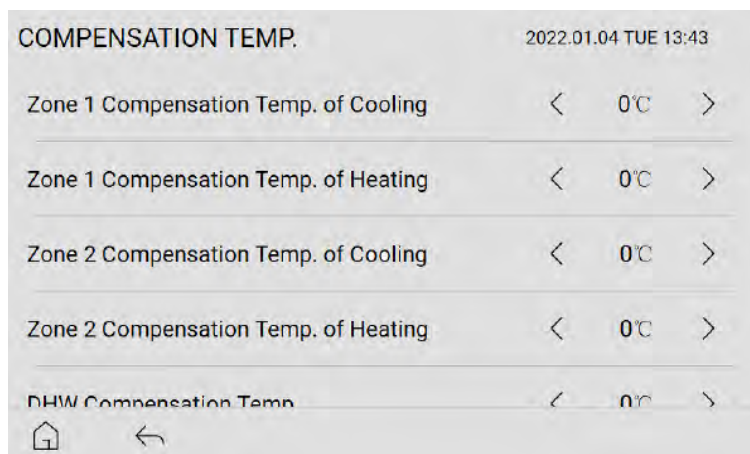 COMPENSATION TEMP. 2022.01.04 TUE 13:43
Zone 1 Compensation Temp. of Cooling 0℃
Zone 1 Compensation Temp. of Heating 0℃
Zone 2 Compensation Temp. of Cooling 0℃
Zone 2 Compensation Temp. of Heating 0℃
DHW Compensation Temp 0℃